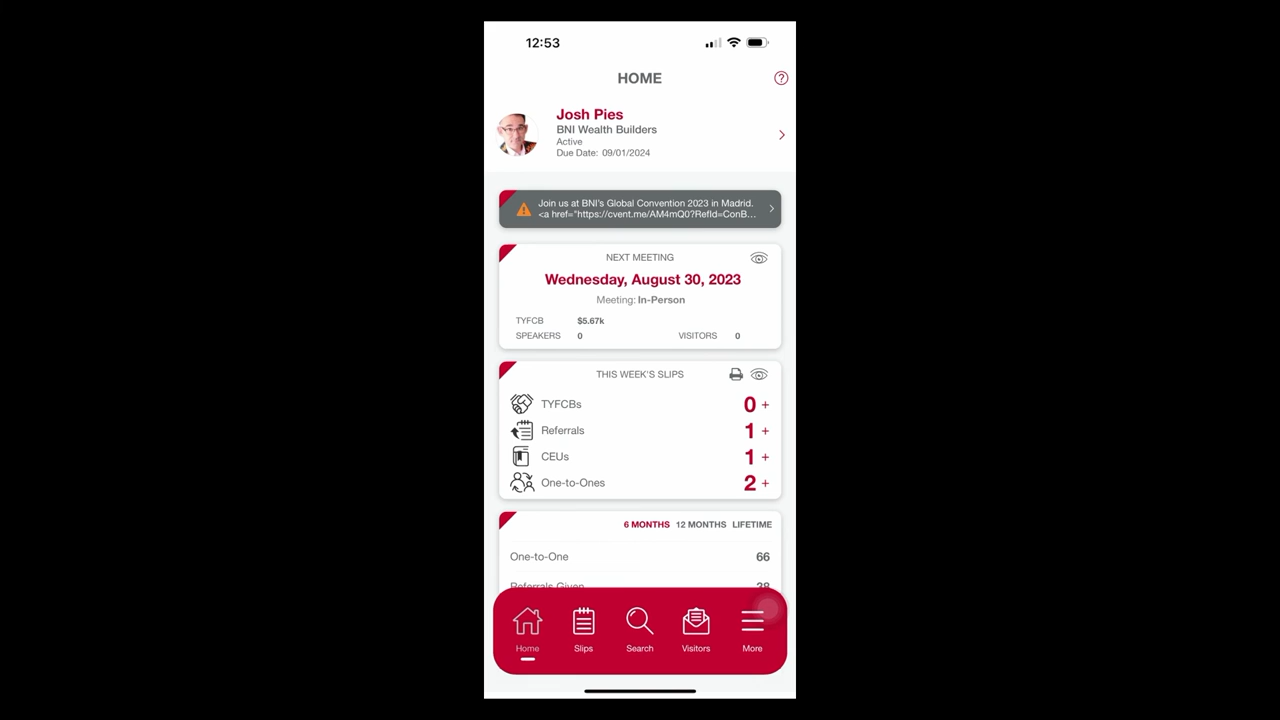 12:53
HOME
?
Josh Pies
BNI Wealth Builders
Active
Due Date: 09/01/2024
Join us at BNI's Global Convention 2023 in Madrid.
<a href="https://cvent.me/AM4mQ0?RefId=ConB...
NEXT MEETING
Wednesday, August 30, 2023
Meeting: In-Person
TYFCB $5.67k
SPEAKERS 0 VISITORS 0
THIS WEEK'S SLIPS
TYFCBs 0 +
Referrals 1 +
CEUs 1 +
One-to-Ones 2 +
6 MONTHS 12 MONTHS LIFETIME
One-to-One 66
Referrals Given 38
Home Slips Search Visitors More